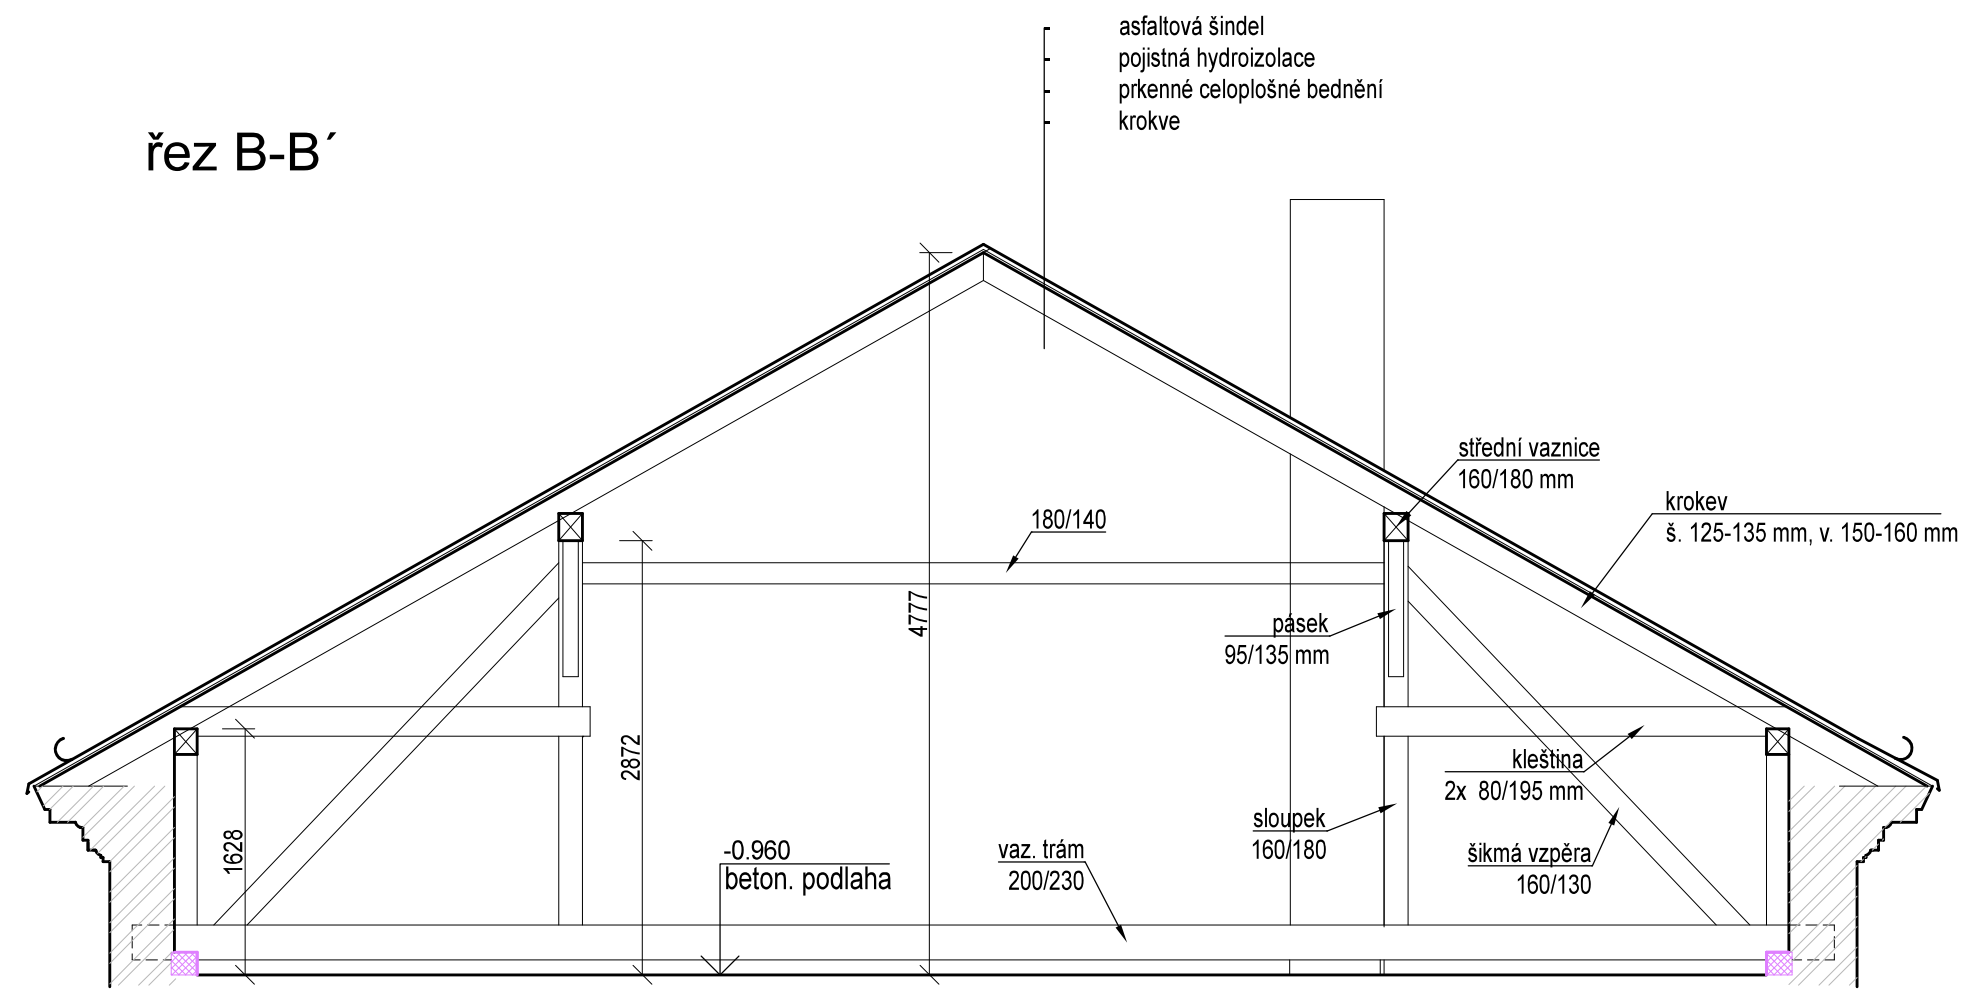 asfaltová šindel
pojistná hydroizolace
prkenné celoplošné bednění
krokve
řez B-B´
střední vaznice
160/180 mm
krokev
š. 125-135 mm, v. 150-160 mm
180/140
4777
pásek
95/135 mm
2872
1628
kleština
2x 80/195 mm
sloupek
160/180
šikmá vzpěra
160/130
vaz. trám
200/230
-0.960
beton. podlaha